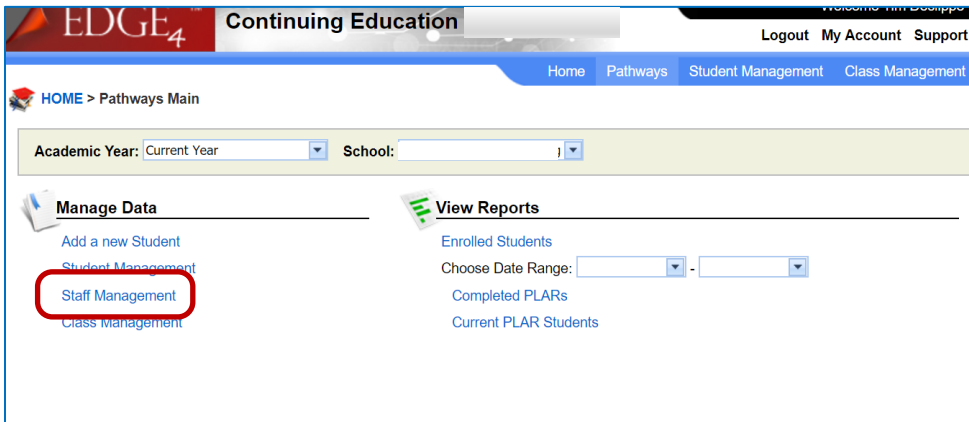 EDGE4 ™ Continuing Education
Logout My Account Support
Home Pathways Student Management Class Management
HOME > Pathways Main
Academic Year: Current Year School:
Manage Data
Add a new Student
Student Management
Staff Management
Class Management
View Reports
Enrolled Students
Choose Date Range: -
Completed PLARs
Current PLAR Students